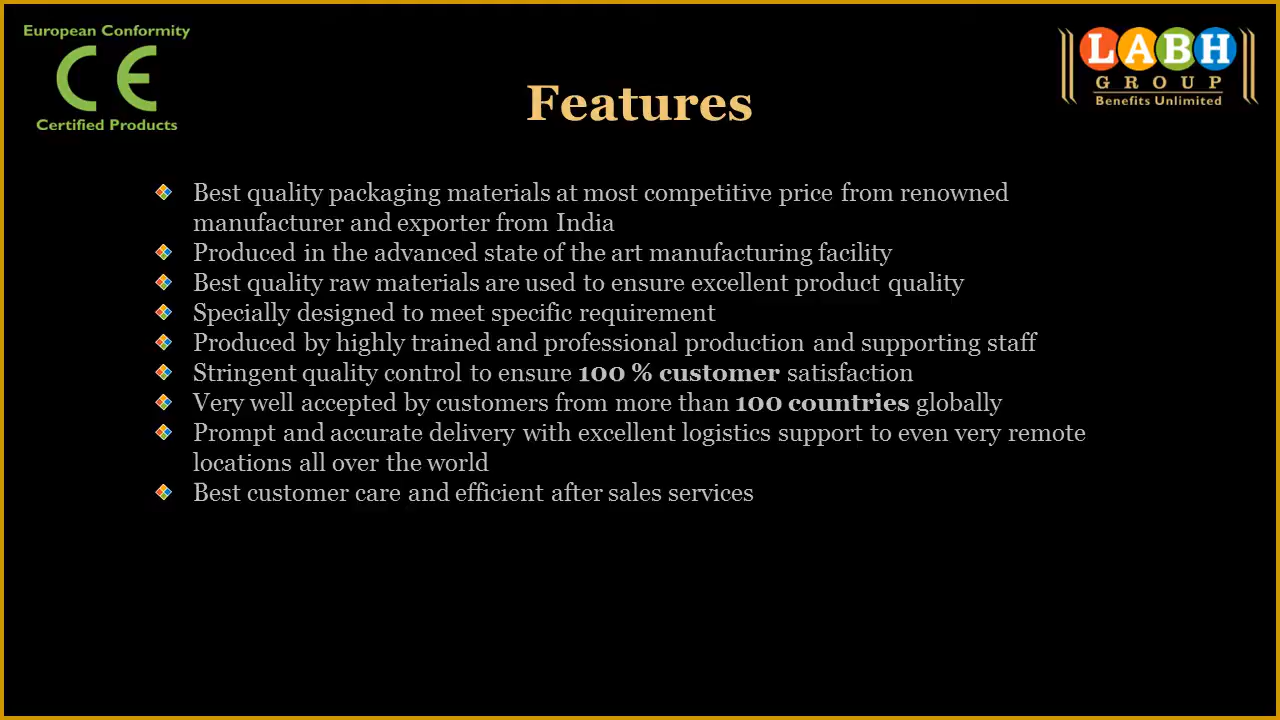 European Conformity
CE
Certified Products
LABH
GROUP
Benefits Unlimited
Features
Best quality packaging materials at most competitive price from renowned
manufacturer and exporter from India
Produced in the advanced state of the art manufacturing facility
Best quality raw materials are used to ensure excellent product quality
Specially designed to meet specific requirement
Produced by highly trained and professional production and supporting staff
Stringent quality control to ensure 100 % customer satisfaction
Very well accepted by customers from more than 100 countries globally
Prompt and accurate delivery with excellent logistics support to even very remote
locations all over the world
Best customer care and efficient after sales services